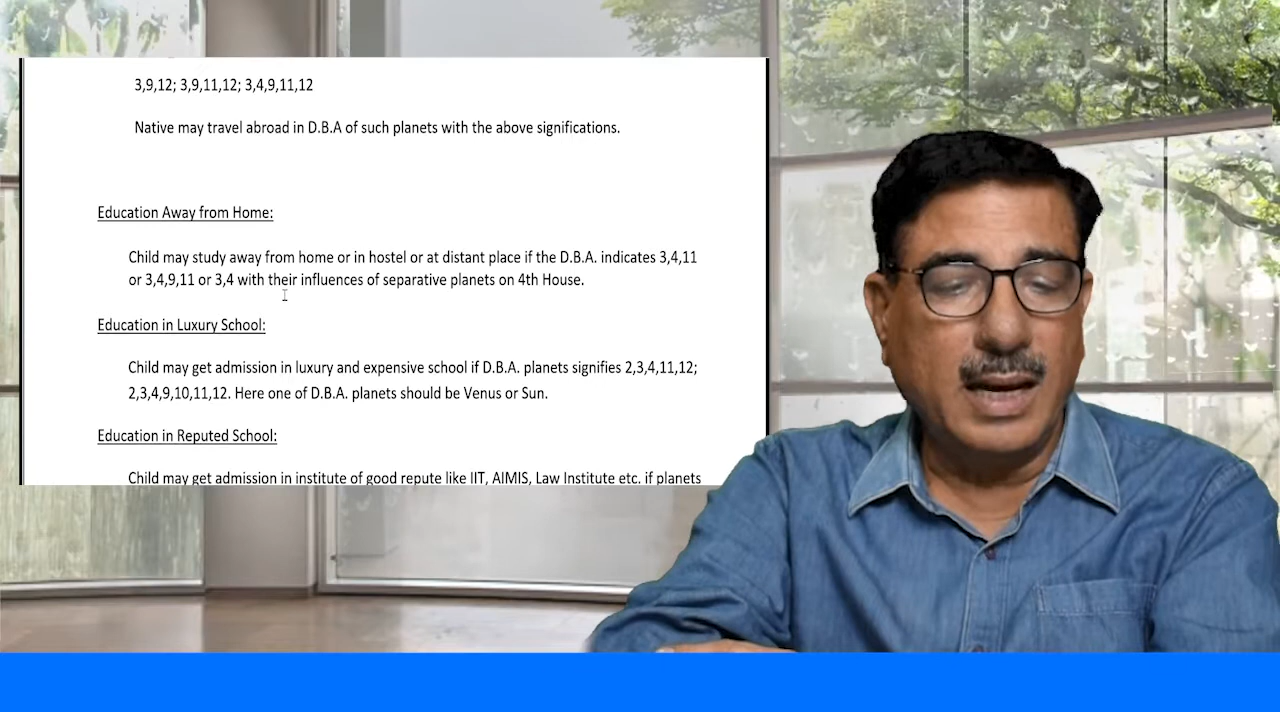 3,9,12; 3,9,11,12; 3,4,9,11,12
Native may travel abroad in D.B.A of such planets with the above significations.
Education Away from Home:
Child may study away from home or in hostel or at distant place if the D.B.A. indicates 3,4,11
or 3,4,9,11 or 3,4 with their influences of separative planets on 4th House.
Education in Luxury School:
Child may get admission in luxury and expensive school if D.B.A. planets signifies 2,3,4,11,12;
2,3,4,9,10,11,12. Here one of D.B.A. planets should be Venus or Sun.
Education in Reputed School:
Child may get admission in institute of good repute like IIT, AIMIS, Law Institute etc. if planets